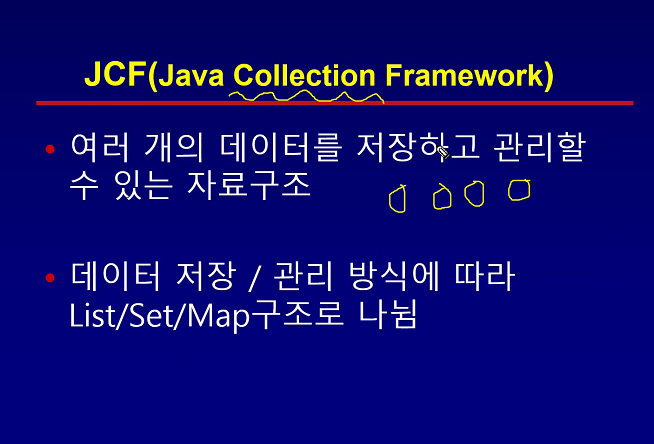 JCF(Java Collection Framework)
• 여러 개의 데이터를 저장하고 관리할
수 있는 자료구조
• 데이터 저장 / 관리 방식에 따라
List/Set/Map구조로 나뉨